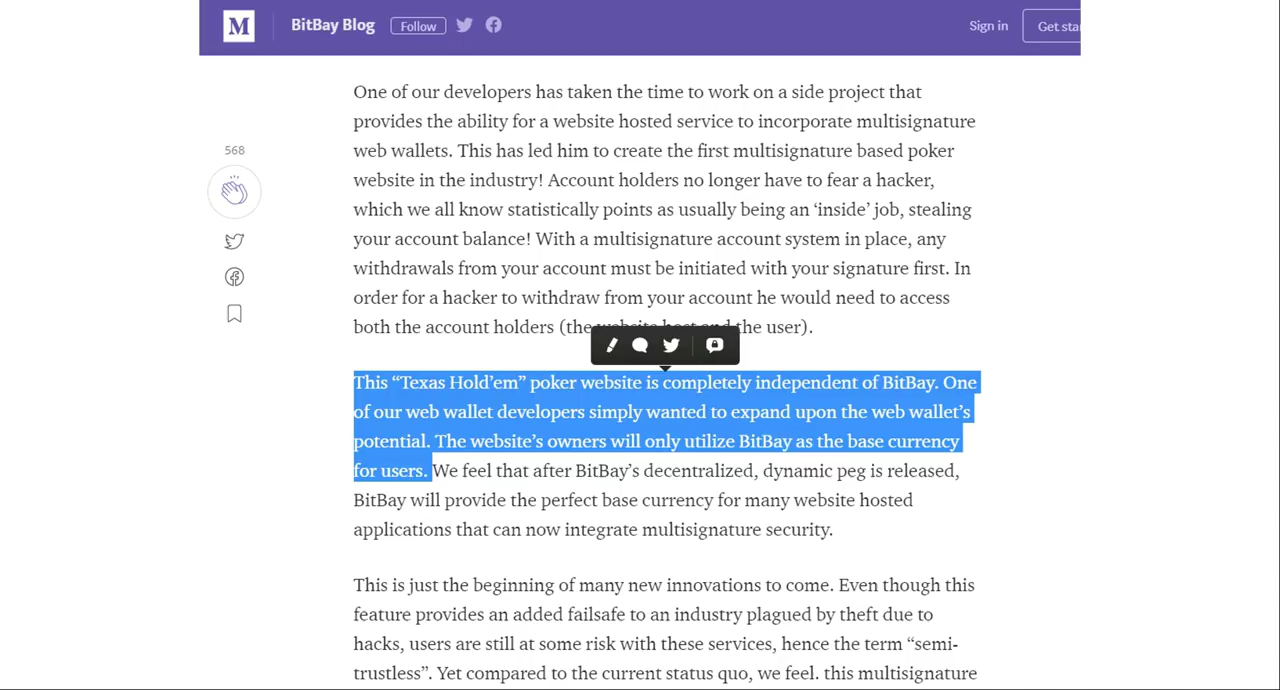 M BitBay Blog Follow Sign in Get sta
One of our developers has taken the time to work on a side project that
provides the ability for a website hosted service to incorporate multisignature
web wallets. This has led him to create the first multisignature based poker
568
website in the industry! Account holders no longer have to fear a hacker,
which we all know statistically points as usually being an ‘inside’ job, stealing
your account balance! With a multisignature account system in place, any
withdrawals from your account must be initiated with your signature first. In
order for a hacker to withdraw from your account he would need to access
both the account holders (the website host and the user).
This “Texas Hold’em” poker website is completely independent of BitBay. One
of our web wallet developers simply wanted to expand upon the web wallet’s
potential. The website’s owners will only utilize BitBay as the base currency
for users. We feel that after BitBay’s decentralized, dynamic peg is released,
BitBay will provide the perfect base currency for many website hosted
applications that can now integrate multisignature security.
This is just the beginning of many new innovations to come. Even though this
feature provides an added failsafe to an industry plagued by theft due to
hacks, users are still at some risk with these services, hence the term “semi-
trustless”. Yet compared to the current status quo, we feel. this multisignature